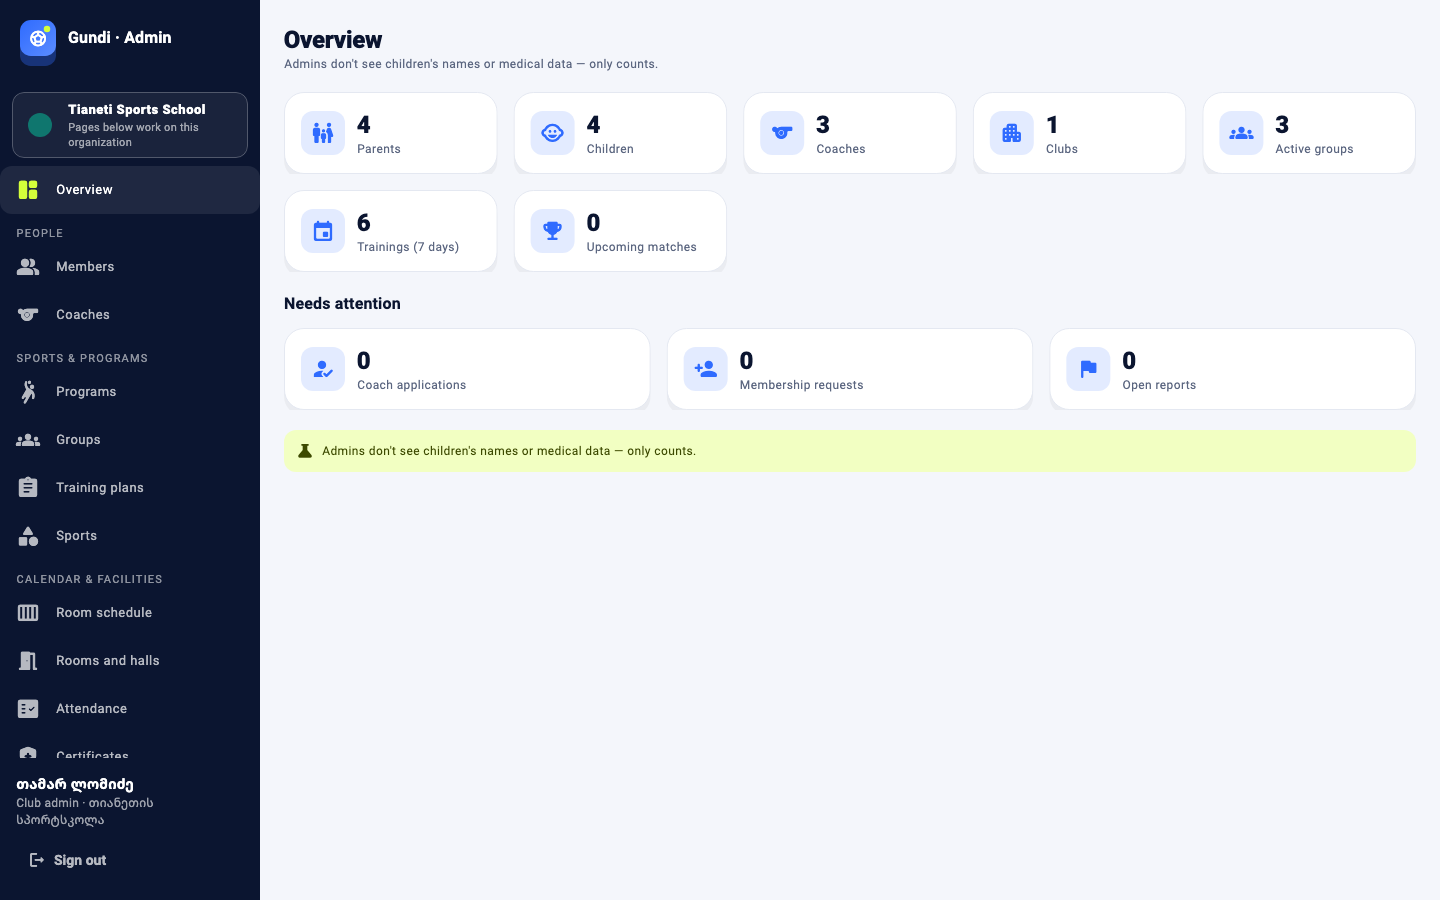 Gundi · Admin
Tianeti Sports School
Pages below work on this
organization
Overview
PEOPLE
Members
Coaches
SPORTS & PROGRAMS
Programs
Groups
Training plans
Sports
CALENDAR & FACILITIES
Room schedule
Rooms and halls
Attendance
Certificates
თამარ ლომიძე
Club admin · თიანეთის
სპორტსკოლა
Sign out
Overview
Admins don't see children's names or medical data — only counts.
4
Parents
4
Children
3
Coaches
1
Clubs
3
Active groups
6
Trainings (7 days)
0
Upcoming matches
Needs attention
0
Coach applications
0
Membership requests
0
Open reports
Admins don't see children's names or medical data — only counts.